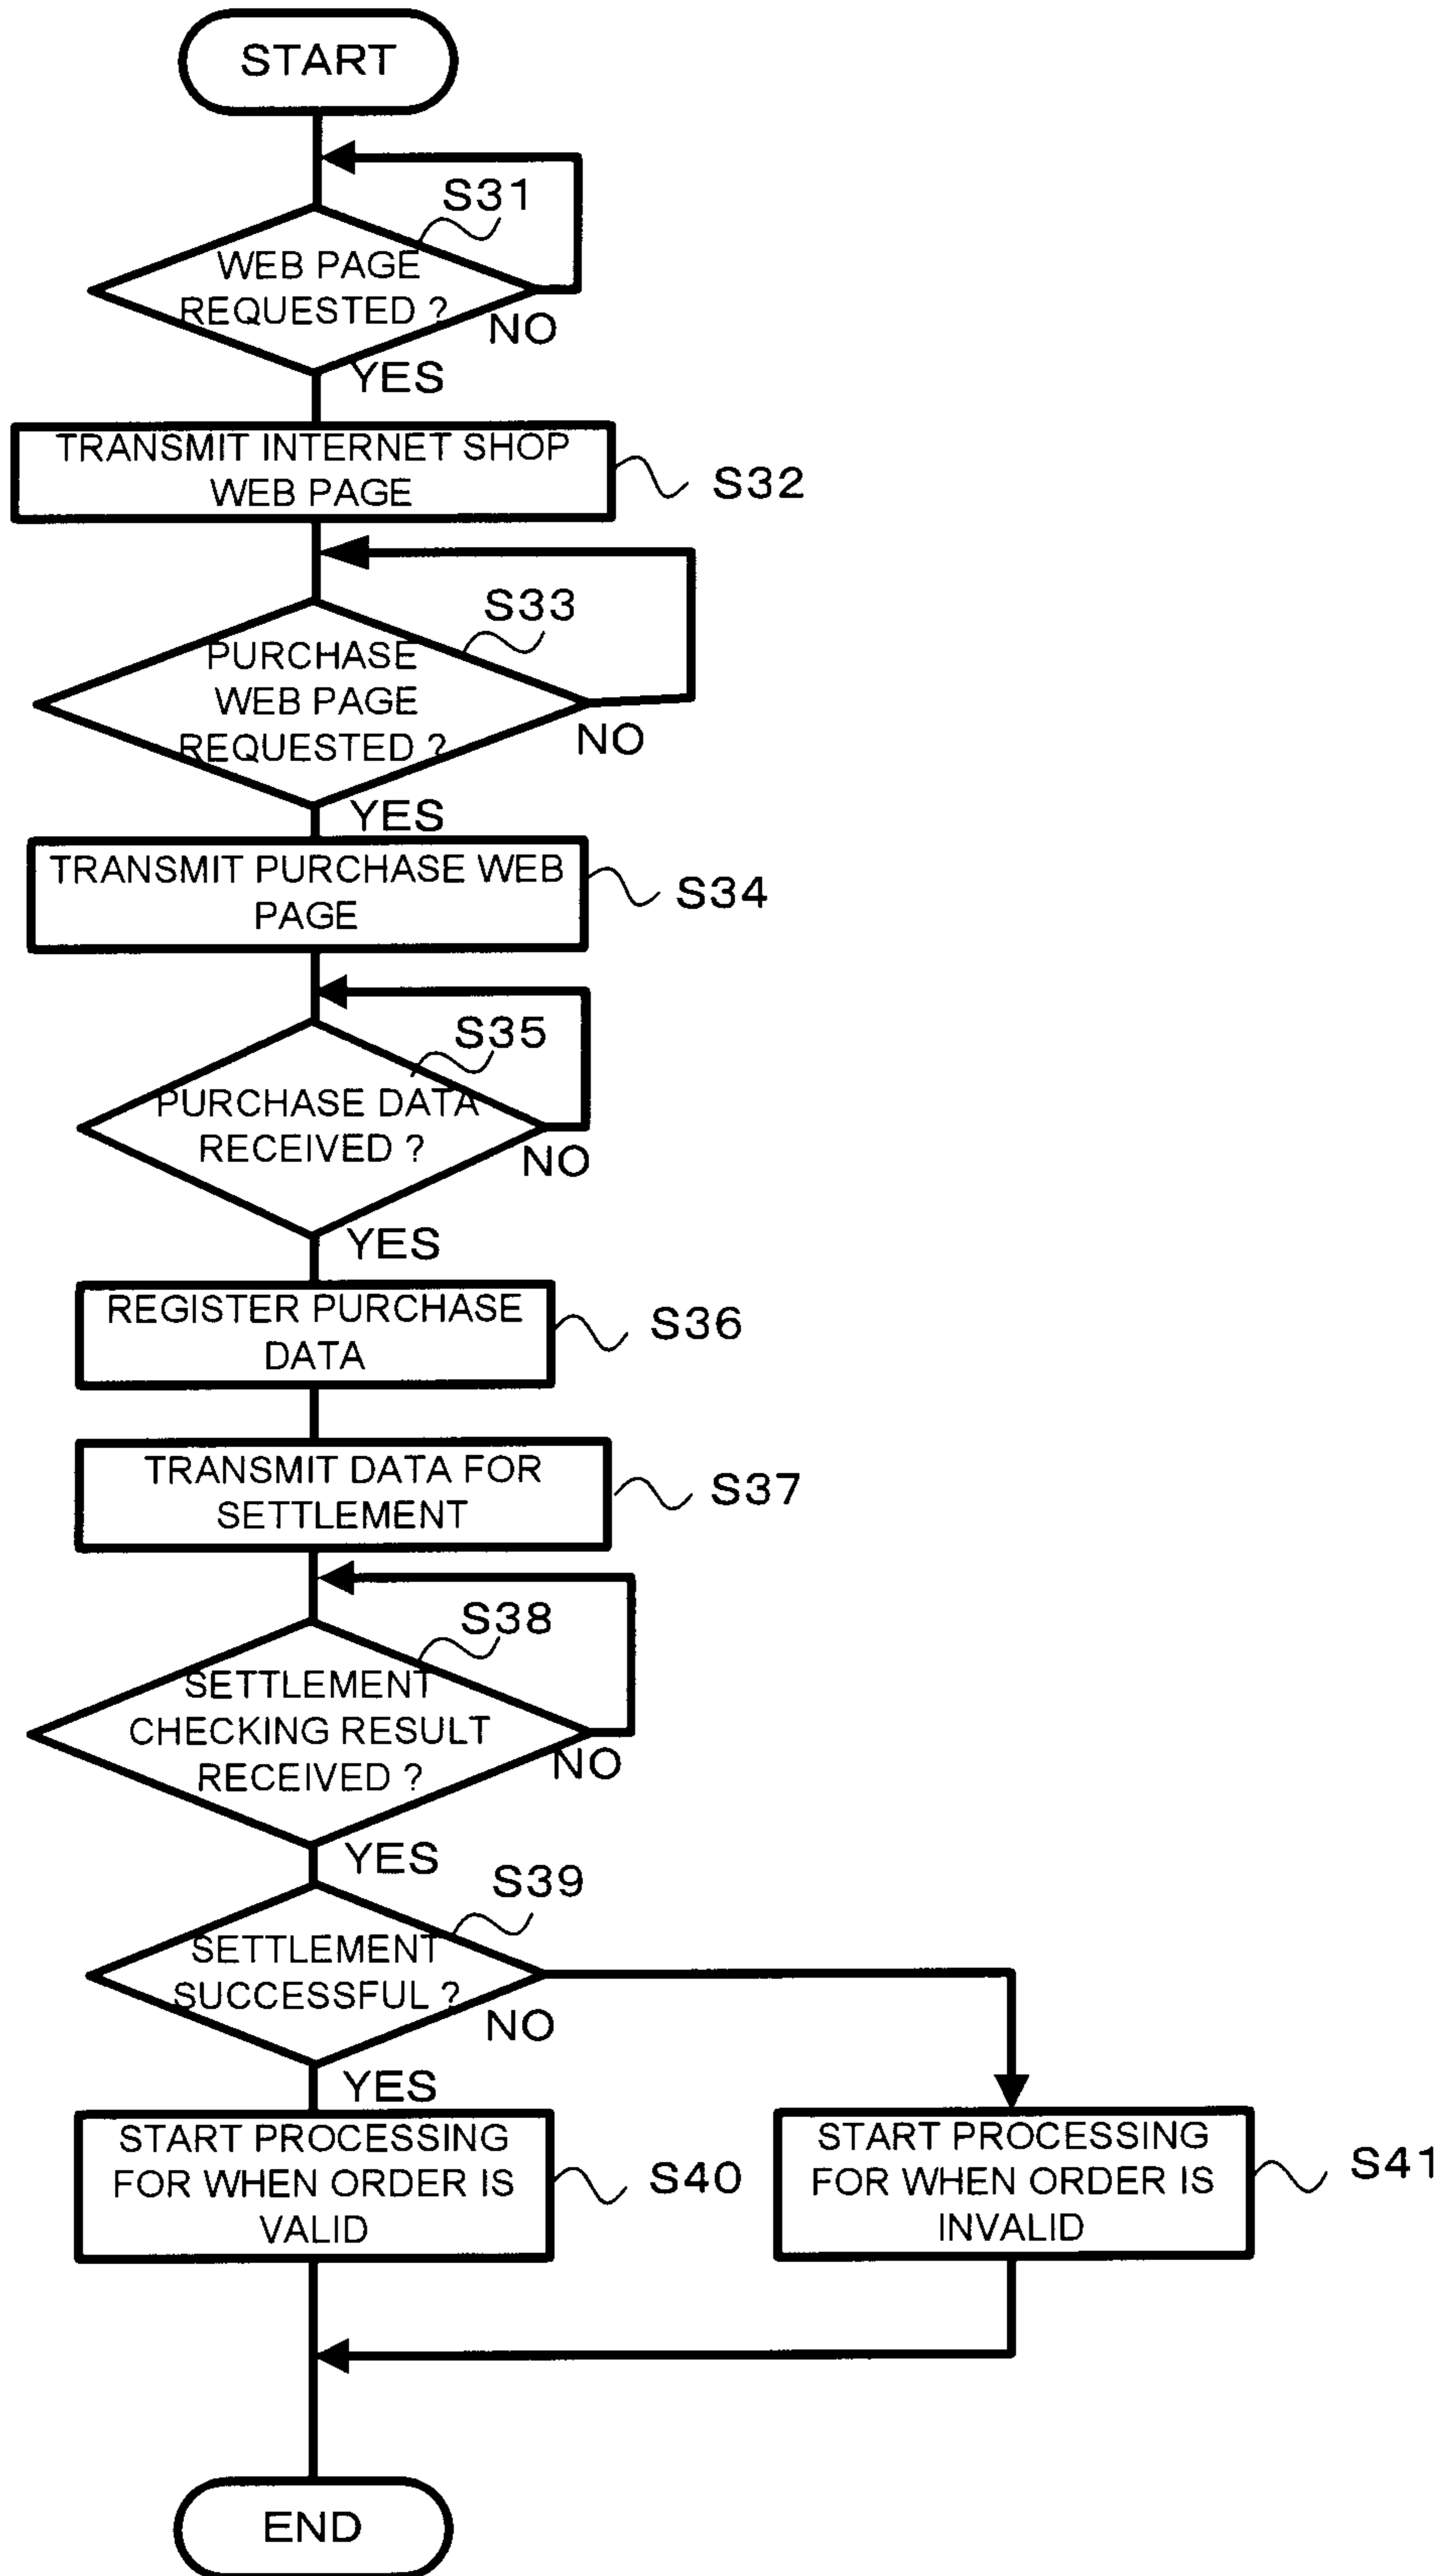 START
S31
WEB PAGE
REQUESTED ?
NO
YES
TRANSMIT INTERNET SHOP
WEB PAGE
S32
S33
PURCHASE
WEB PAGE
REQUESTED ?
NO
YES
TRANSMIT PURCHASE WEB
PAGE
S34
S35
PURCHASE DATA
RECEIVED ?
NO
YES
REGISTER PURCHASE
DATA
S36
TRANSMIT DATA FOR
SETTLEMENT
S37
S38
SETTLEMENT
CHECKING RESULT
RECEIVED ?
NO
YES
S39
SETTLEMENT
SUCCESSFUL ?
NO
YES
START PROCESSING
FOR WHEN ORDER IS
VALID
S40
START PROCESSING
FOR WHEN ORDER IS
INVALID
S41
END